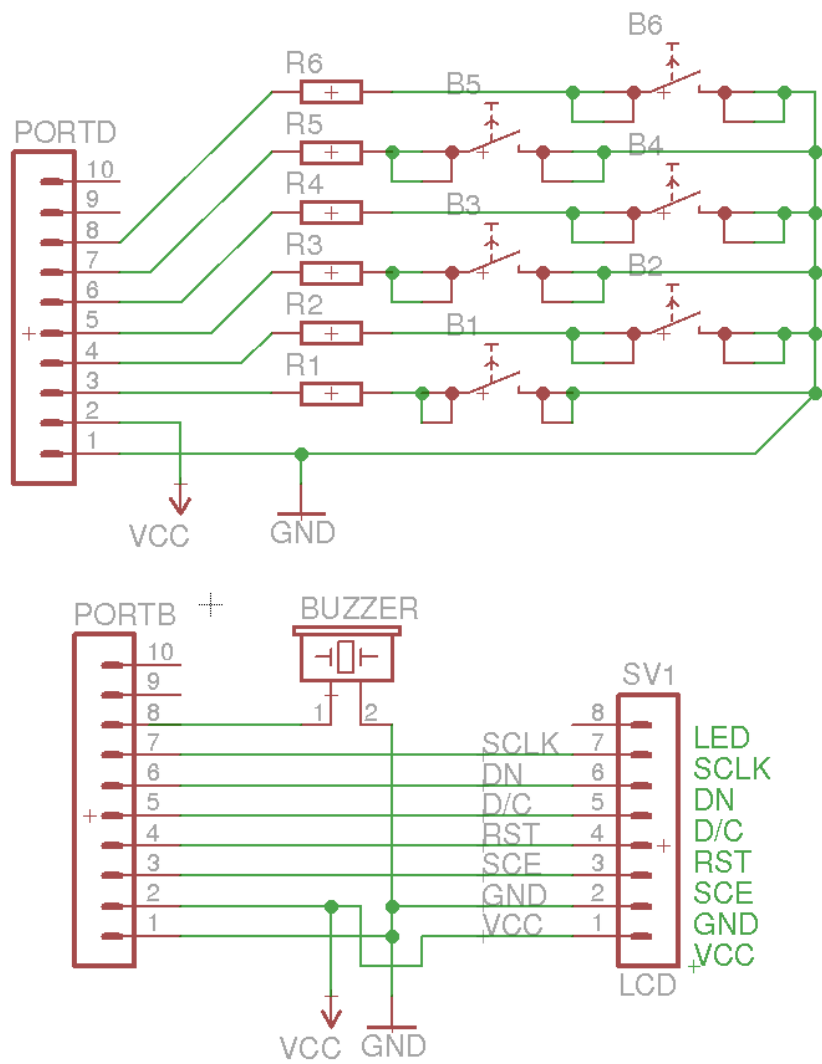 B6
R6
B5
PORTD
R5
B4
10
R4
9
B3
8
R3
7
B2
6
R2
5
B1
4
R1
3
2
1
VCC
GND
PORTB
BUZZER
10
SV1
9
8
1
2
8
LED
7
SCLK
7
SCLK
6
DN
6
DN
5
D/C
5
D/C
4
RST
4
RST
3
SCE
3
SCE
2
GND
2
GND
1
VCC
1
VCC
LCD
VCC
GND